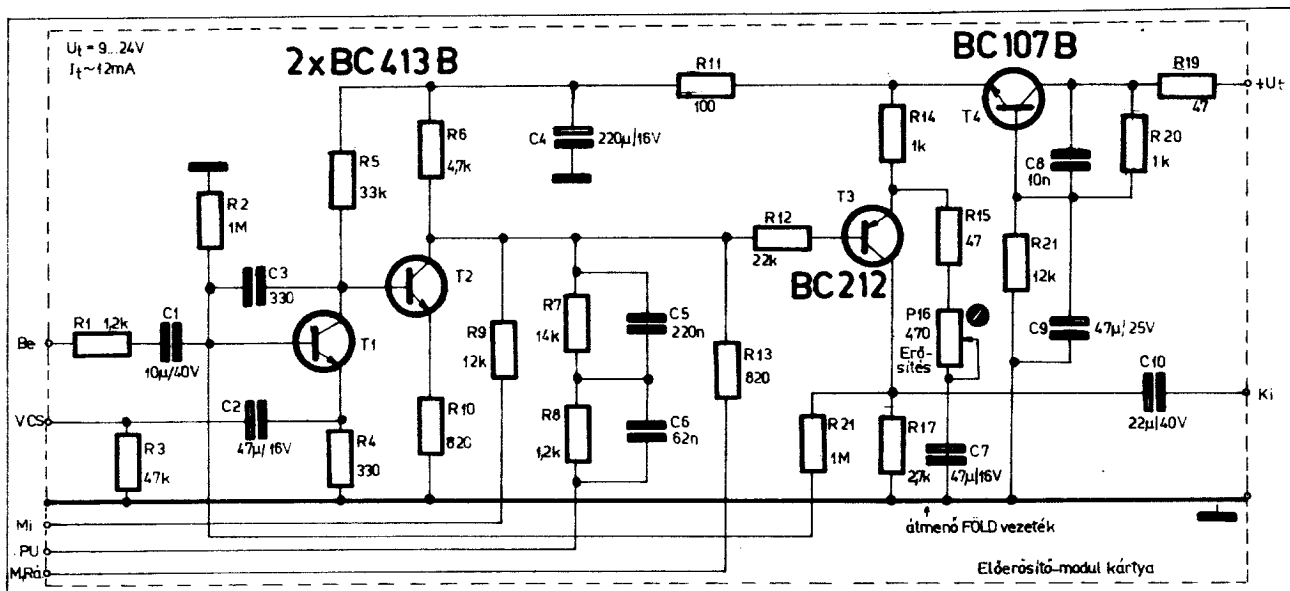 Ut = 9...24V
It ~ 12mA
2xBC413B
BC107B
R11
100
R19
47
+Ut
T4
R6
4,7k
C4
220µ/16V
R14
1k
R20
1k
C8
10n
R5
33k
R2
1M
T3
R12
22k
R15
47
R21
12k
C3
330
T2
BC212
R1 1,2k
C1
Be
10µ/40V
T1
R9
12k
R7
14k
C5
220n
R13
820
P16
470
Erő-
sítés
C9
47µ/25V
C10
22µ/40V
Ki
VCS
C2
47µ/16V
R3
47k
R4
330
R10
820
R8
1,2k
C6
62n
R21
1M
R17
2,7k
C7
47µ/16V
Mi
PU
M,Rá
átmenő FÖLD vezeték
Előerősítő-modul kártya